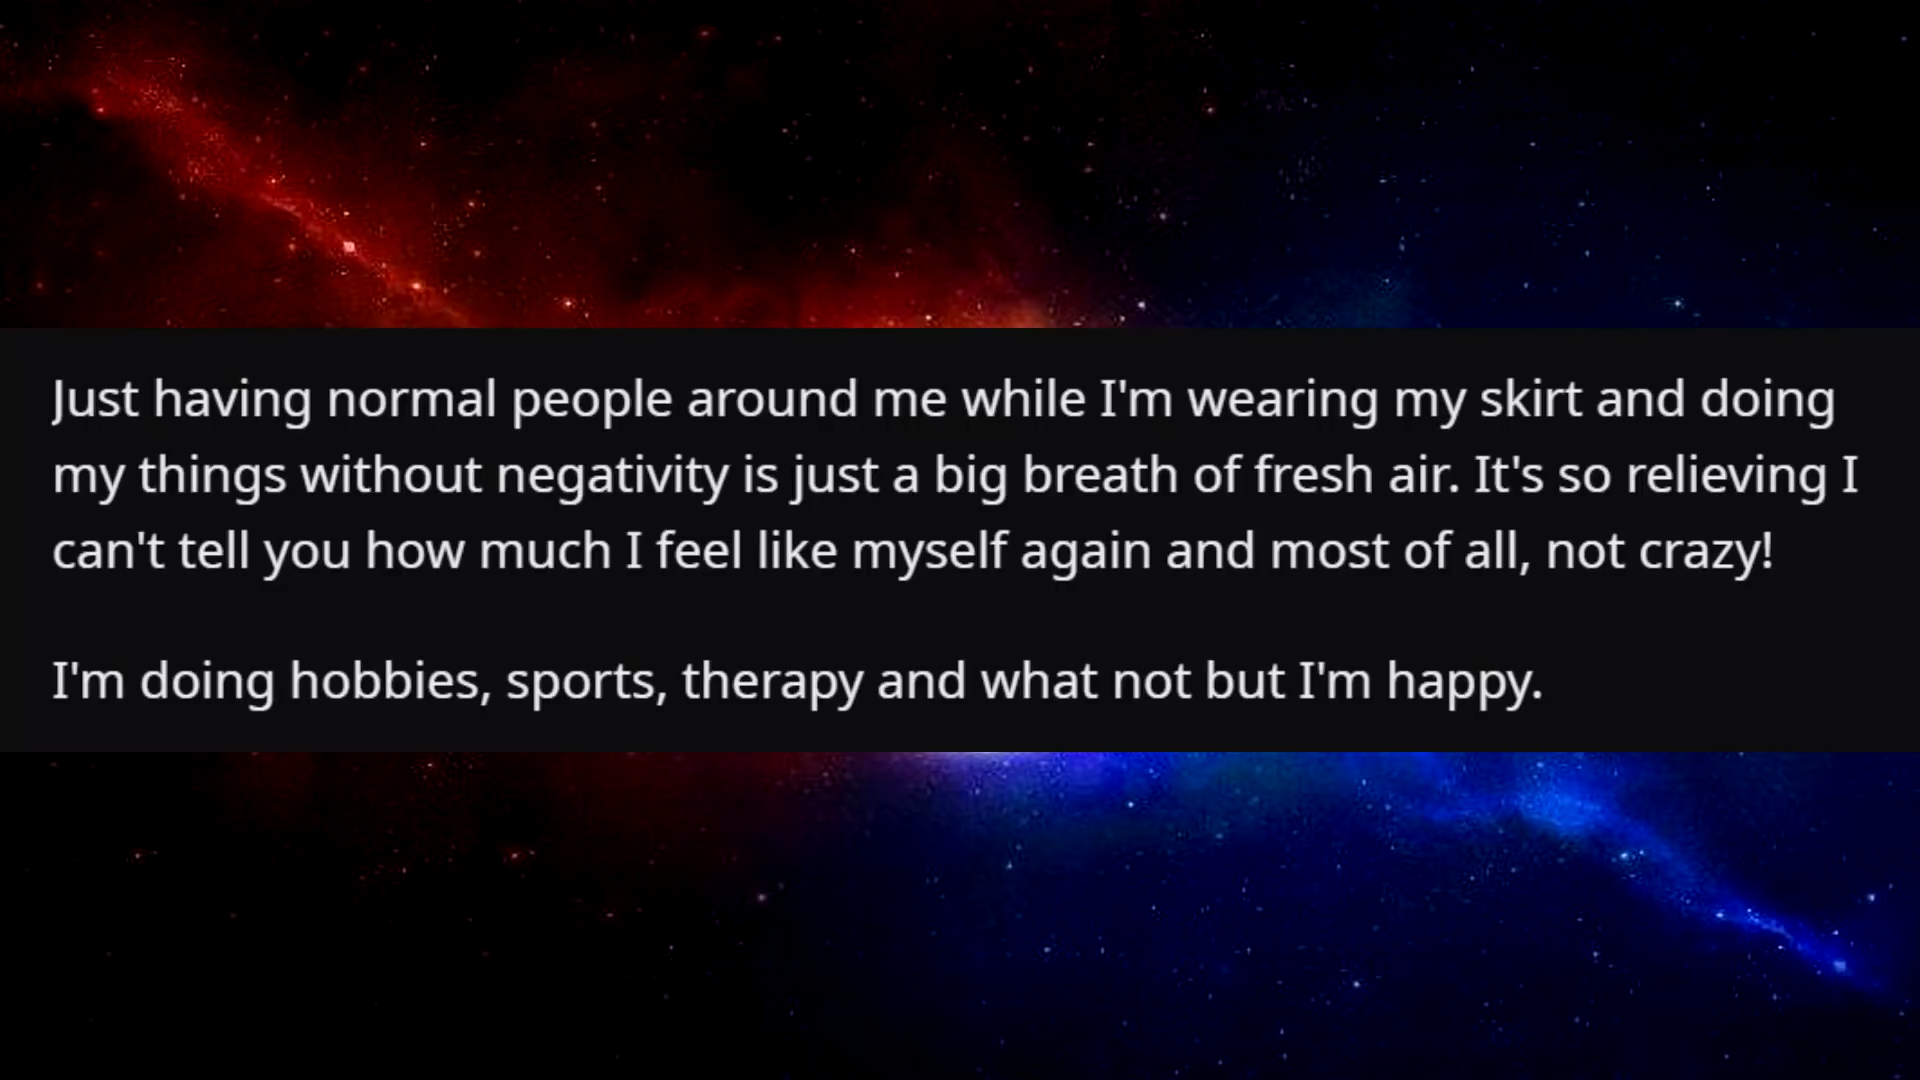 Just having normal people around me while I'm wearing my skirt and doing
my things without negativity is just a big breath of fresh air. It's so relieving I
can't tell you how much I feel like myself again and most of all, not crazy!
I'm doing hobbies, sports, therapy and what not but I'm happy.